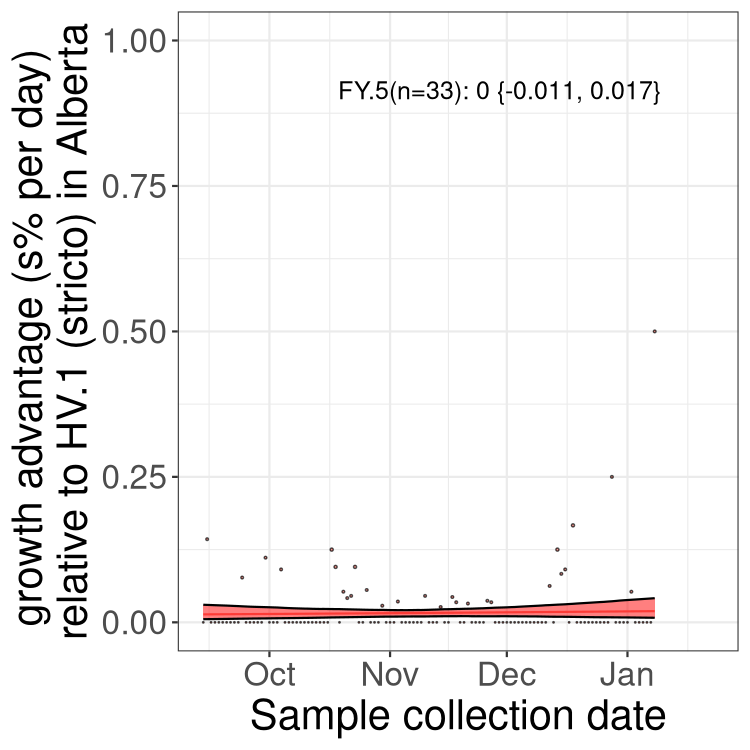 growth advantage (s% per day)
relative to HV.1 (stricto) in Alberta
1.00
0.75
0.50
0.25
0.00
FY.5(n=33): 0 {-0.011, 0.017}
Oct Nov Dec Jan
Sample collection date